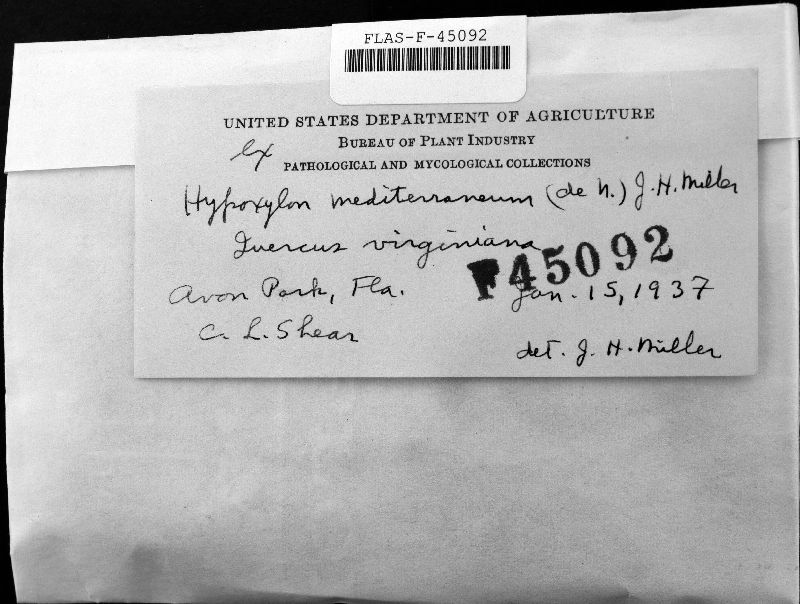 FLAS-F-45092
UNITED STATES DEPARTMENT OF AGRICULTURE
BUREAU OF PLANT INDUSTRY
ex
PATHOLOGICAL AND MYCOLOGICAL COLLECTIONS
Hypoxylon mediterraneum (de N.) J. H. Miller
Quercus virginiana
F45092
Avon Park, Fla. Jan. 15, 1937
C. L. Shear
det. J. H. Miller